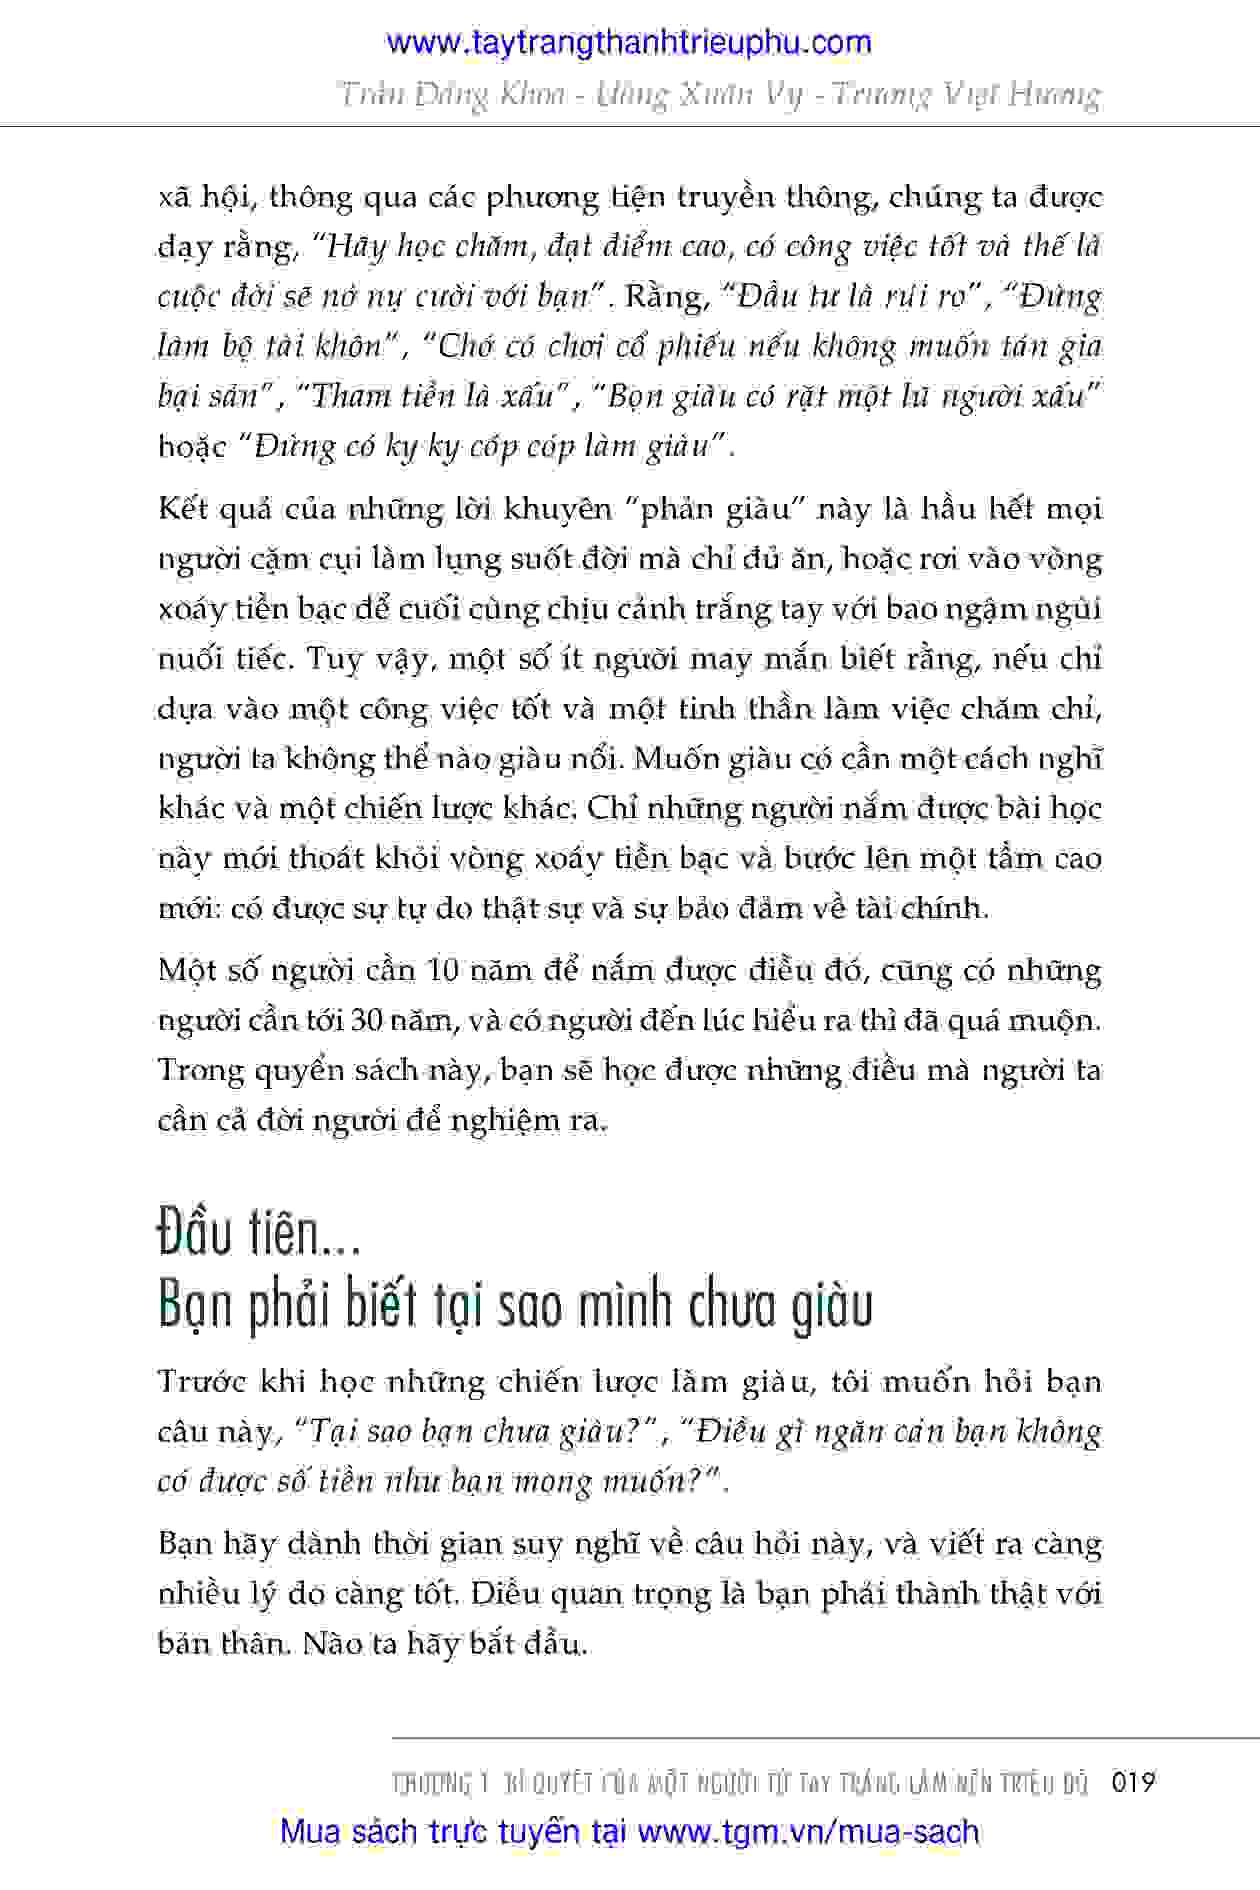 www.taytrangthanhtrieuphu.com
Trần Đăng Khoa - Uông Xuân Vy - Trương Việt Hương
xã hội, thông qua các phương tiện truyền thông, chúng ta được
dạy rằng, “Hãy học chăm, đạt điểm cao, có công việc tốt và thế là
cuộc đời sẽ nở nụ cười với bạn”. Rằng, “Đầu tư là rủi ro”, “Đừng
làm bộ tài khôn”, “Chớ có chơi cổ phiếu nếu không muốn tán gia
bại sản”, “Tham tiền là xấu”, “Bọn giàu có rặt một lũ người xấu”
hoặc “Đừng có ky ky cóp cóp làm giàu”.
Kết quả của những lời khuyên “phản giàu” này là hầu hết mọi
người cặm cụi làm lụng suốt đời mà chỉ đủ ăn, hoặc rơi vào vòng
xoáy tiền bạc để cuối cùng chịu cảnh trắng tay với bao ngậm ngùi
nuối tiếc. Tuy vậy, một số ít người may mắn biết rằng, nếu chỉ
dựa vào một công việc tốt và một tinh thần làm việc chăm chỉ,
người ta không thể nào giàu nổi. Muốn giàu có cần một cách nghĩ
khác và một chiến lược khác. Chỉ những người nắm được bài học
này mới thoát khỏi vòng xoáy tiền bạc và bước lên một tầm cao
mới: có được sự tự do thật sự và sự bảo đảm về tài chính.
Một số người cần 10 năm để nắm được điều đó, cũng có những
người cần tới 30 năm, và có người đến lúc hiểu ra thì đã quá muộn.
Trong quyển sách này, bạn sẽ học được những điều mà người ta
cần cả đời người để nghiệm ra.
Đầu tiên...
Bạn phải biết tại sao mình chưa giàu
Trước khi học những chiến lược làm giàu, tôi muốn hỏi bạn
câu này, “Tại sao bạn chưa giàu?”, “Điều gì ngăn cản bạn không
có được số tiền như bạn mong muốn?”.
Bạn hãy dành thời gian suy nghĩ về câu hỏi này, và viết ra càng
nhiều lý do càng tốt. Điều quan trọng là bạn phải thành thật với
bản thân. Nào ta hãy bắt đầu.
CHƯƠNG 1 BÍ QUYẾT CỦA MỘT NGƯỜI TỪ TAY TRẮNG LÀM NÊN TRIỆU ĐÔ 019
Mua sách trực tuyến tại www.tgm.vn/mua-sach